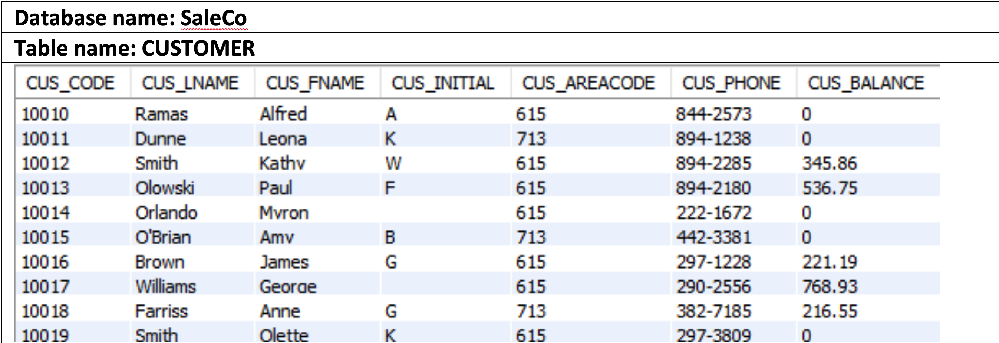 Database name: SaleCo
Table name: CUSTOMER
CUS_CODE CUS_LNAME CUS_FNAME CUS_INITIAL CUS_AREACODE CUS_PHONE CUS_BALANCE
10010 Ramas Alfred A 615 844-2573 0
10011 Dunne Leona K 713 894-1238 0
10012 Smith Kathy W 615 894-2285 345.86
10013 Olowski Paul F 615 894-2180 536.75
10014 Orlando Myron 615 222-1672 0
10015 O'Brian Amy B 713 442-3381 0
10016 Brown James G 615 297-1228 221.19
10017 Williams George 615 290-2556 768.93
10018 Farriss Anne G 713 382-7185 216.55
10019 Smith Olette K 615 297-3809 0